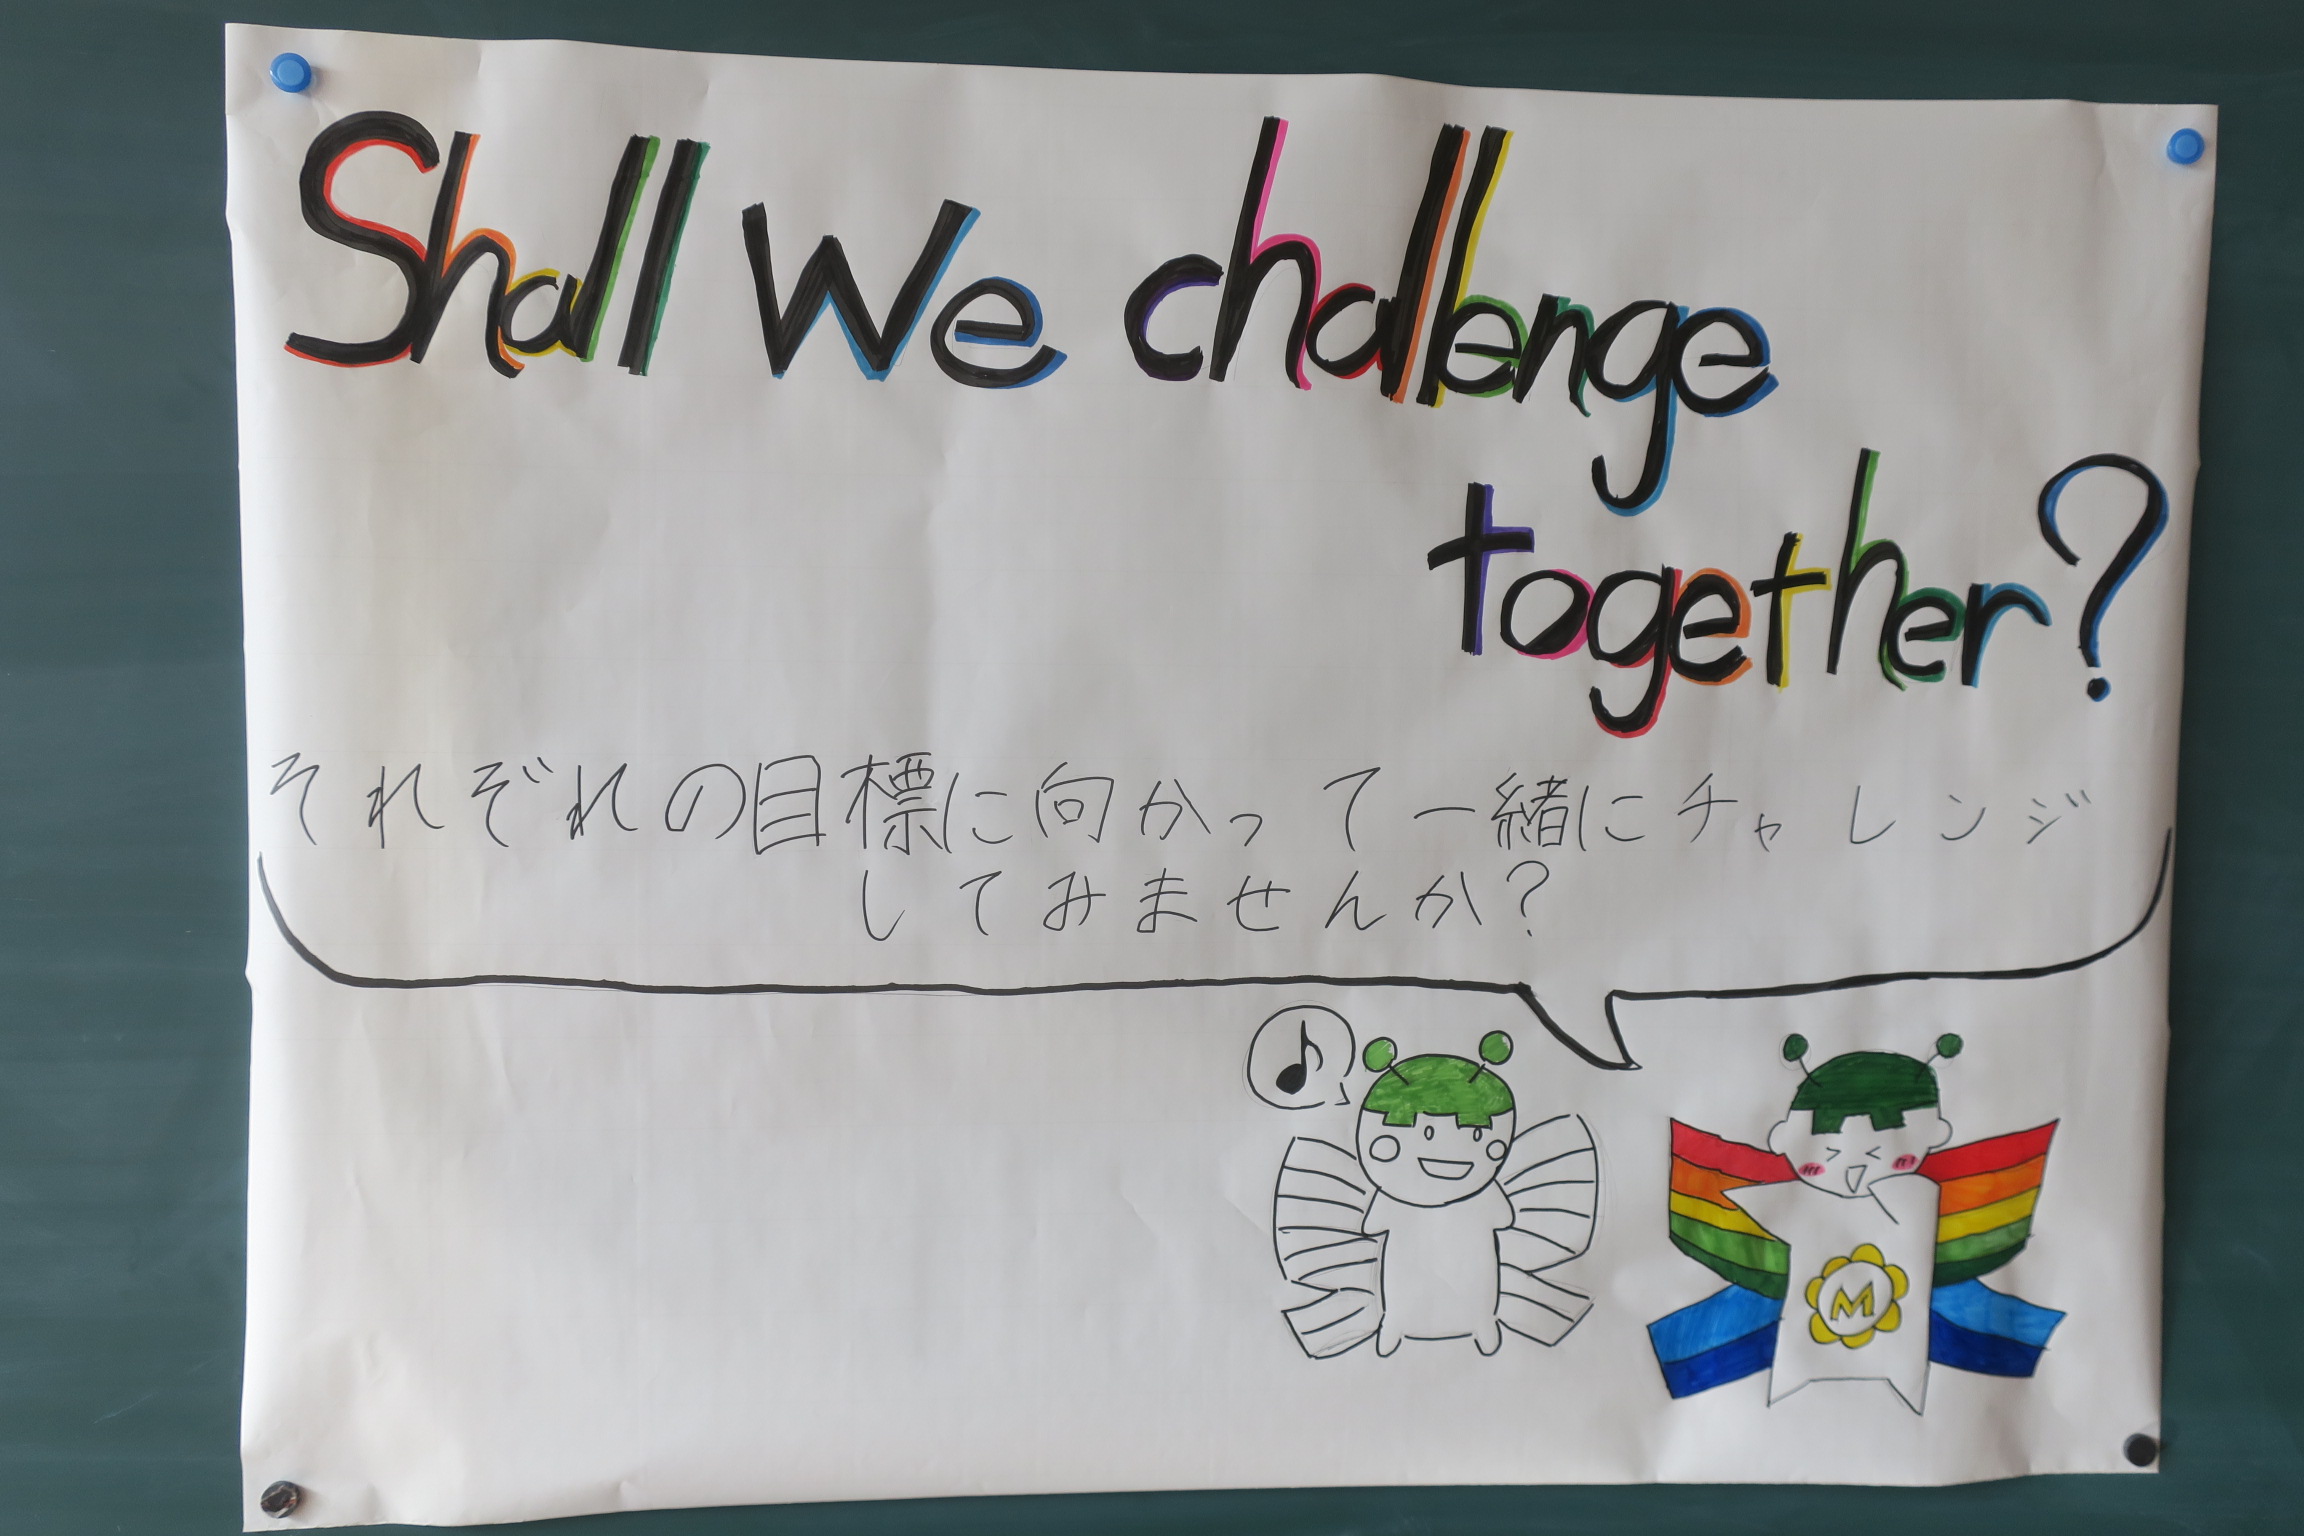 Shall We challenge
together?
それぞれの目標に向かって一緒にチャレンジ
してみませんか?
M